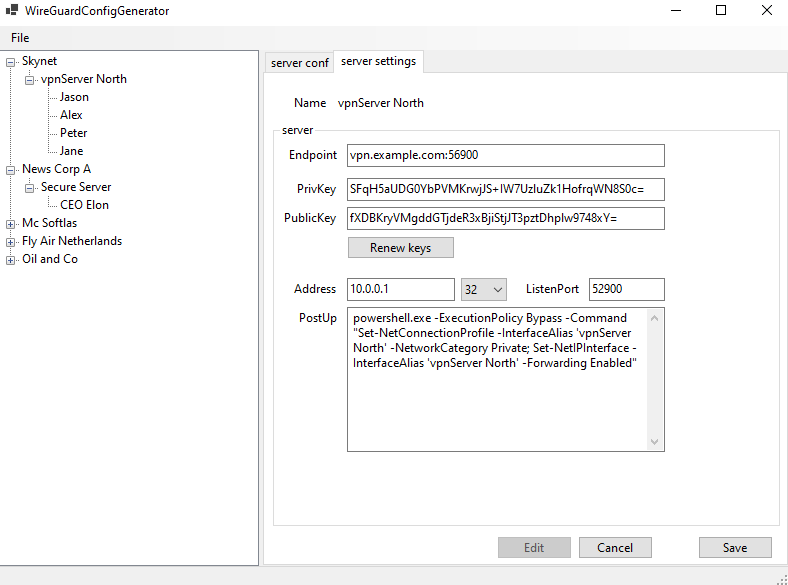 WireGuardConfigGenerator
File
Skynet
vpnServer North
Jason
Alex
Peter
Jane
News Corp A
Secure Server
CEO Elon
Mc Softlas
Fly Air Netherlands
Oil and Co
server conf
server settings
Name vpnServer North
server
Endpoint vpn.example.com:56900
PrivKey SFqH5aUDG0YbPVMKrwjJS+IW7UzluZk1HofrqWN8S0c=
PublicKey fXDBKryVMgddGTjdeR3xBjiStjJT3pztDhplw9748xY=
Renew keys
Address 10.0.0.1 32 ListenPort 52900
PostUp powershell.exe -ExecutionPolicy Bypass -Command
"Set-NetConnectionProfile -InterfaceAlias 'vpnServer
North' -NetworkCategory Private; Set-NetIPInterface -
InterfaceAlias 'vpnServer North' -Forwarding Enabled"
Edit Cancel Save